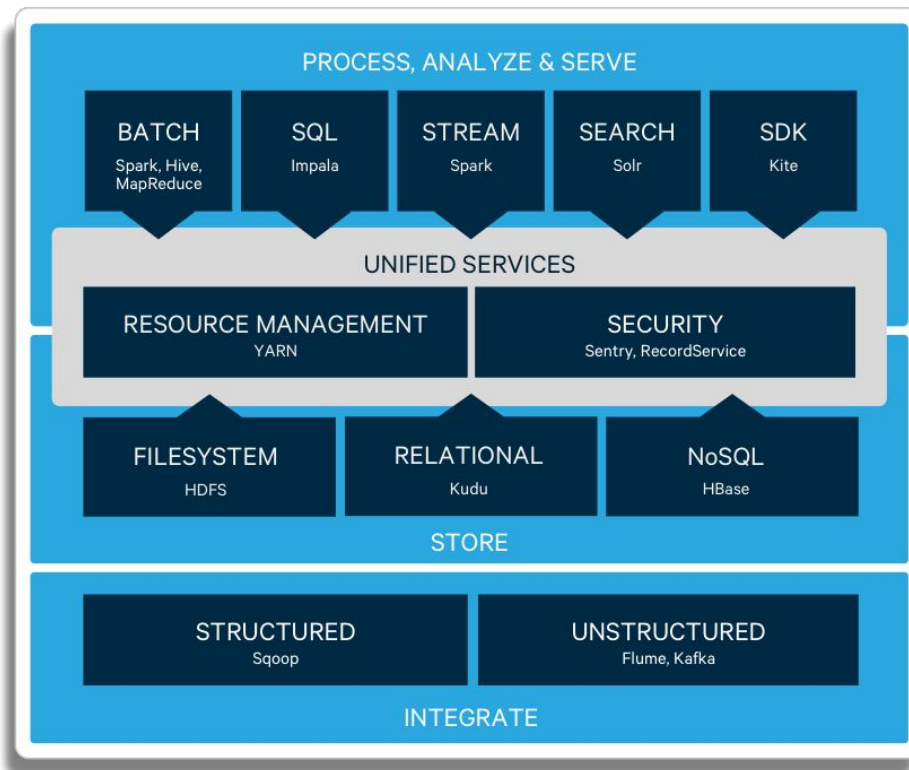 PROCESS, ANALYZE & SERVE
BATCH
Spark, Hive,
MapReduce
SQL
Impala
STREAM
Spark
SEARCH
Solr
SDK
Kite
UNIFIED SERVICES
RESOURCE MANAGEMENT
YARN
SECURITY
Sentry, RecordService
FILESYSTEM
HDFS
RELATIONAL
Kudu
NoSQL
HBase
STORE
STRUCTURED
Sqoop
UNSTRUCTURED
Flume, Kafka
INTEGRATE